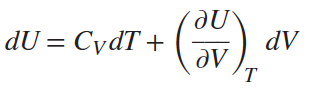 dU = C_V dT + (∂U/∂V)_T dV